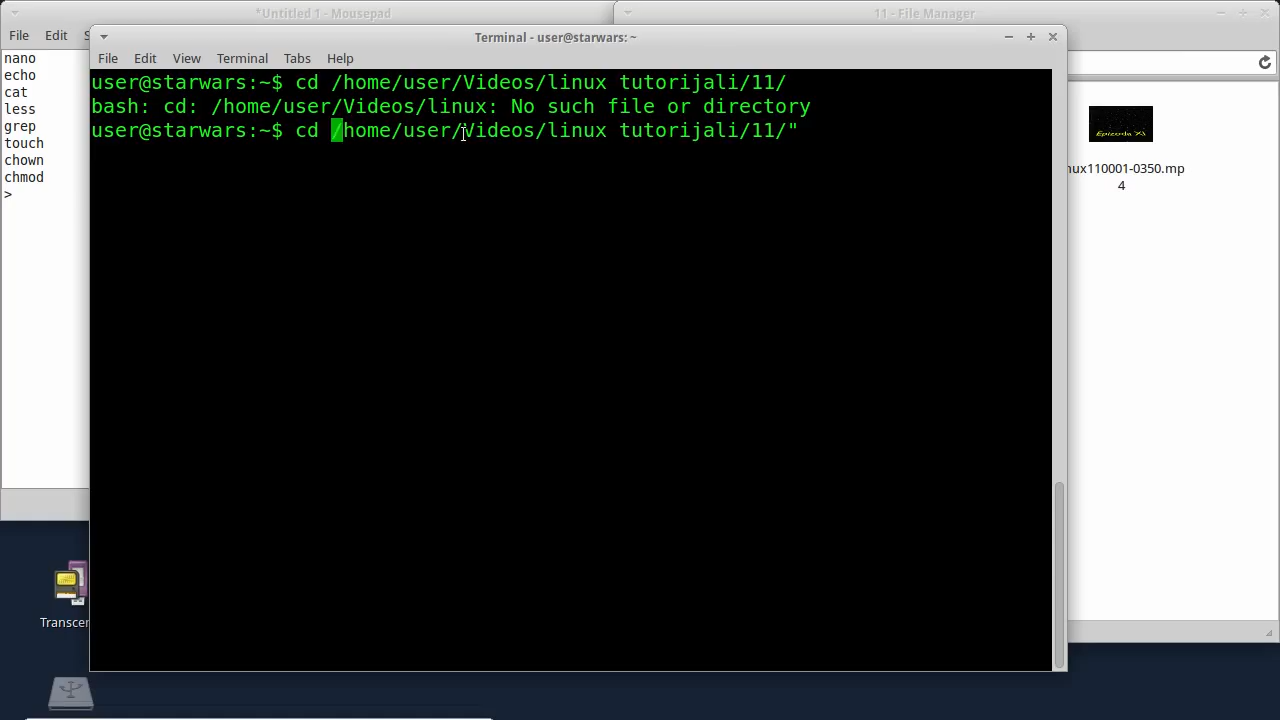 *Untitled 1 - Mousepad
11 - File Manager
File Edit
nano
echo
cat
less
grep
touch
chown
chmod
>
Terminal - user@starwars: ~
File Edit View Terminal Tabs Help
user@starwars:~$ cd /home/user/Videos/linux tutorijali/11/
bash: cd: /home/user/Videos/linux: No such file or directory
user@starwars:~$ cd /home/user/Videos/linux tutorijali/11/"
Episode XI
nux110001-0350.mp
4
Transcen